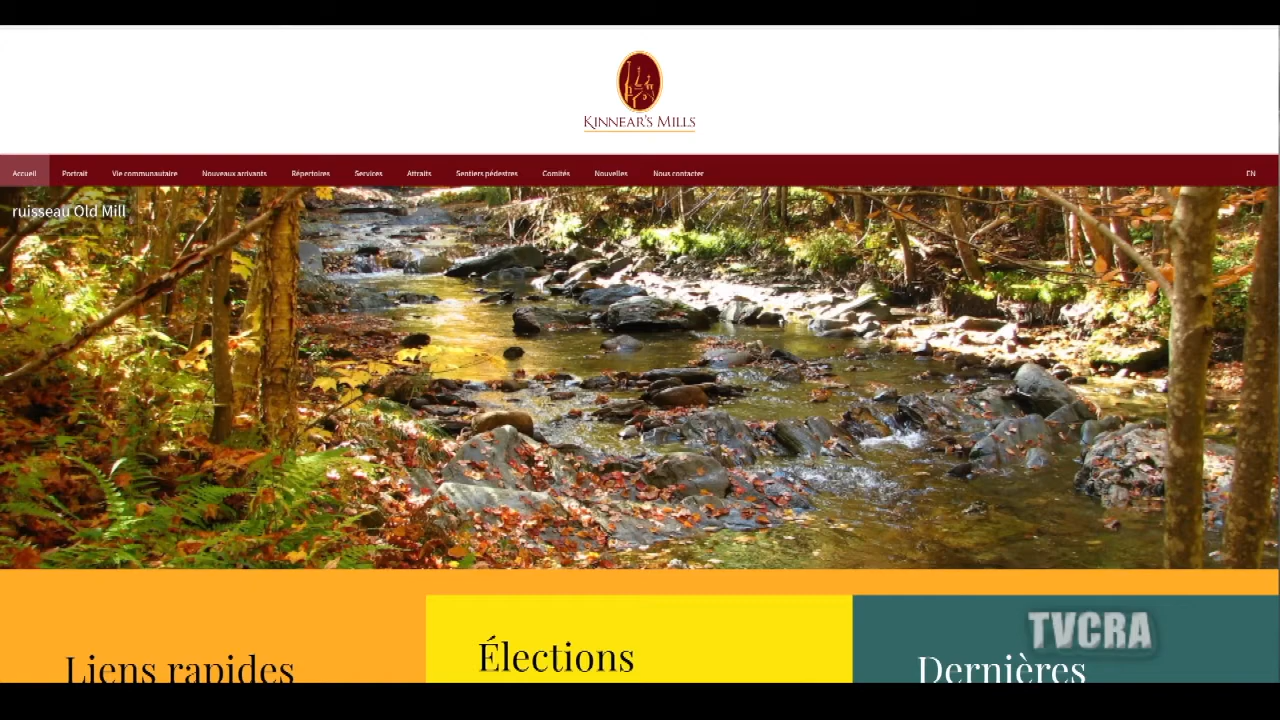 KINNEAR'S MILLS
Accueil Portrait Vie communautaire Nouveaux arrivants Répertoires Services Attraits Sentiers pédestres Comités Nouvelles Nous contacter EN
ruisseau Old Mill
TVCRA
Liens rapides
Élections
Dernières